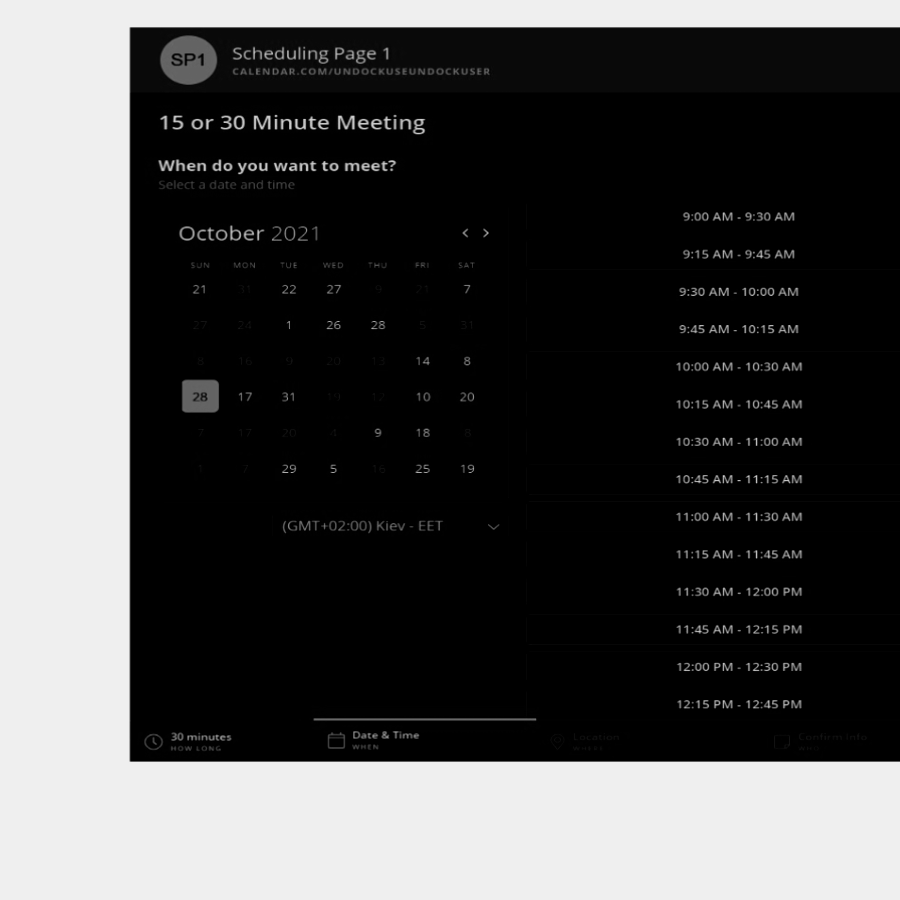 SP1
Scheduling Page 1
CALENDAR.COM/UNDOCKUSEUNDOCKUSER
15 or 30 Minute Meeting
When do you want to meet?
Select a date and time
October 2021
< >
SUN MON TUE WED THU FRI SAT
21 31 22 27 9 21 7
27 24 1 26 28 5 31
8 16 9 20 13 14 8
28 17 31 19 12 10 20
7 17 20 4 9 18 8
1 7 29 5 16 25 19
(GMT+02:00) Kiev - EET
9:00 AM - 9:30 AM
9:15 AM - 9:45 AM
9:30 AM - 10:00 AM
9:45 AM - 10:15 AM
10:00 AM - 10:30 AM
10:15 AM - 10:45 AM
10:30 AM - 11:00 AM
10:45 AM - 11:15 AM
11:00 AM - 11:30 AM
11:15 AM - 11:45 AM
11:30 AM - 12:00 PM
11:45 AM - 12:15 PM
12:00 PM - 12:30 PM
12:15 PM - 12:45 PM
30 minutes
HOW LONG
Date & Time
WHEN
Location
Confirm Info